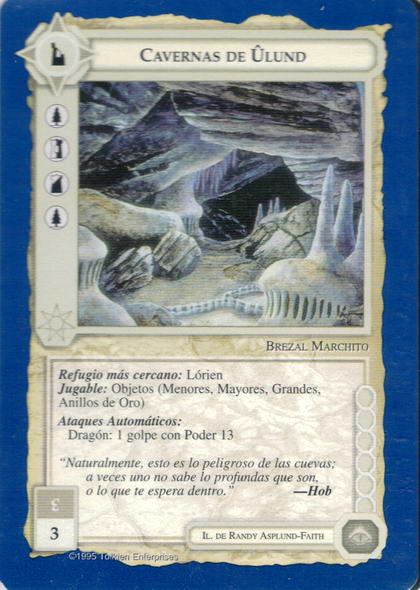 CAVERNAS DE ÛLUND
BREZAL MARCHITO
Refugio más cercano: Lórien
Jugable: Objetos (Menores, Mayores, Grandes,
Anillos de Oro)
Ataques Automáticos:
Dragón: 1 golpe con Poder 13
“Naturalmente, esto es lo peligroso de las cuevas;
a veces uno no sabe lo profundas que son,
o lo que te espera dentro.” —Hob
3
3
IL. DE RANDY ASPLUND-FAITH
©1995 Tolkien Enterprises